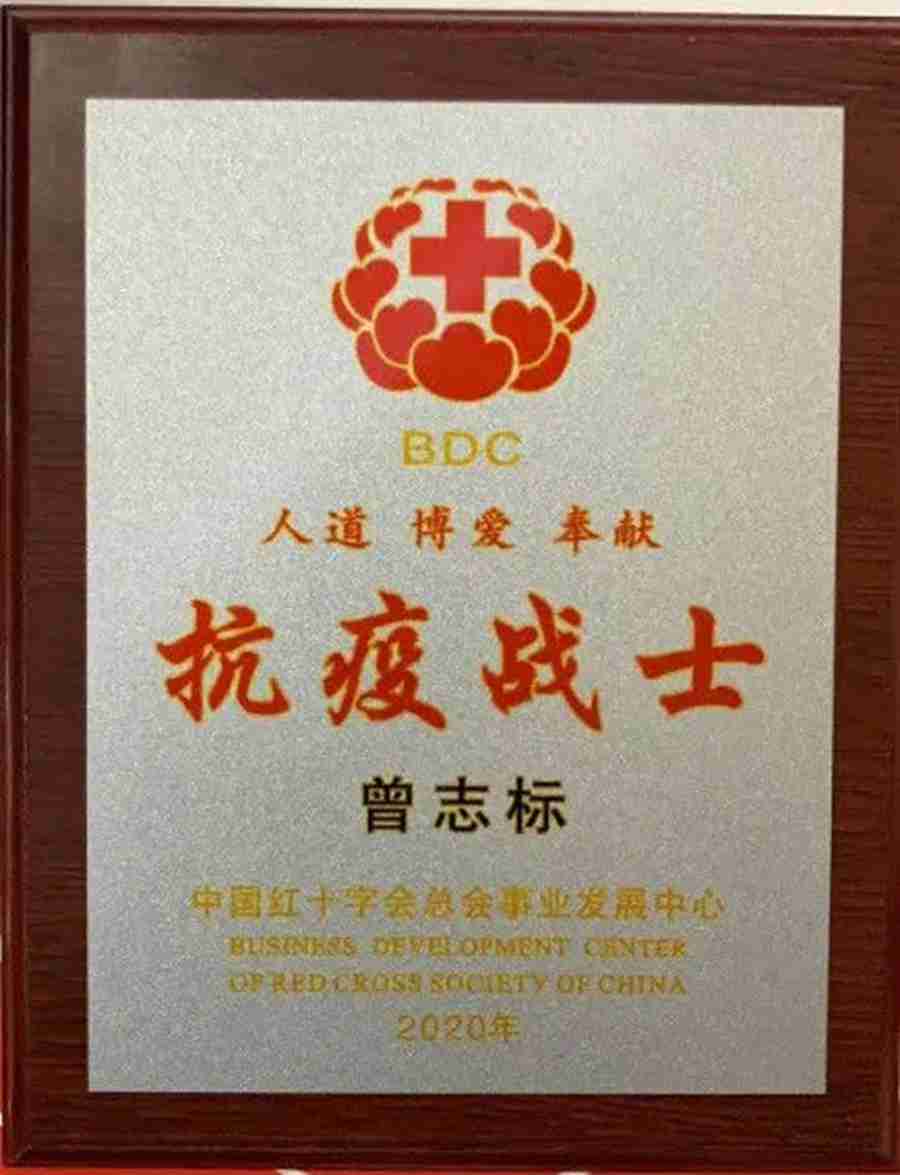 BDC
人道 博爱 奉献
抗疫战士
曾志标
中国红十字会总会事业发展中心
BUSINESS DEVELOPMENT CENTER
OF RED CROSS SOCIETY OF CHINA
2020年